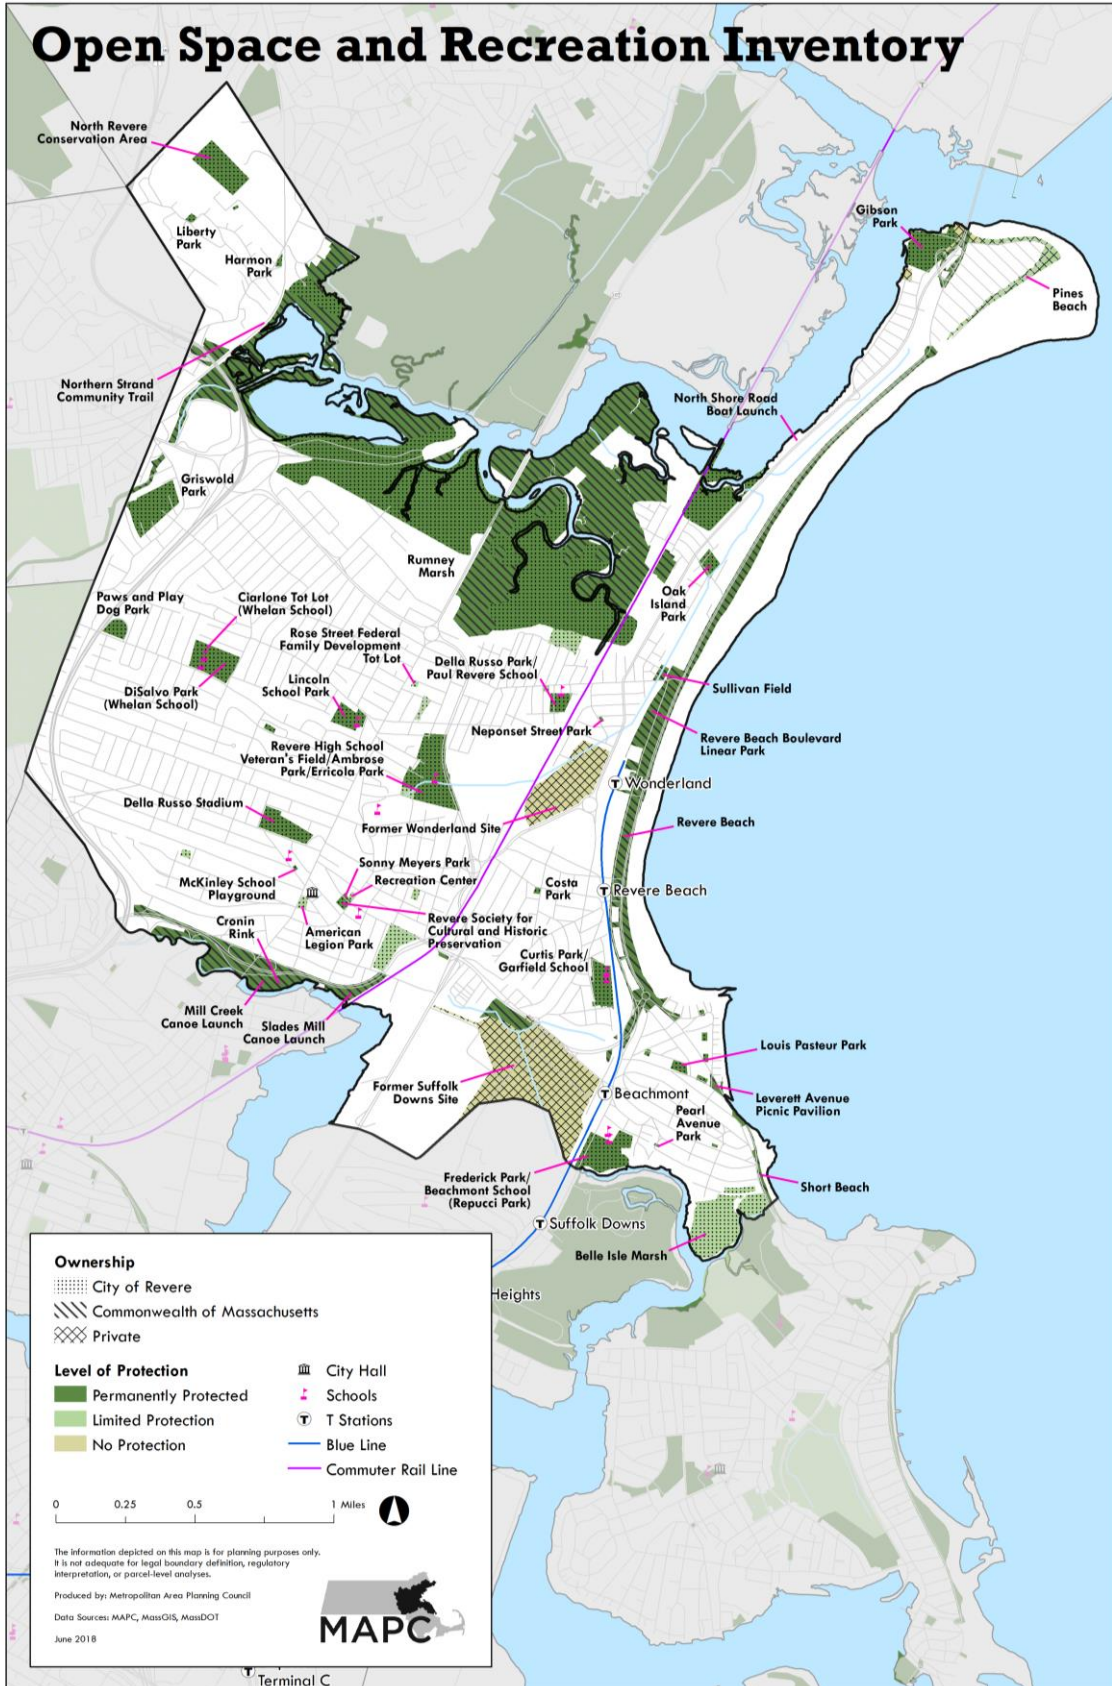 Open Space and Recreation Inventory
North Revere
Conservation Area
Liberty
Park
Harmon
Park
Gibson
Park
Pines
Beach
Northern Strand
Community Trail
North Shore Road
Boat Launch
Griswold
Park
Rumney
Marsh
Oak
Island
Park
Paws and Play
Dog Park
Ciarlone Tot Lot
(Whelan School)
Rose Street Federal
Family Development
Tot Lot
Della Russo Park/
Paul Revere School
Lincoln
School Park
DiSalvo Park
(Whelan School)
Sullivan Field
Neponset Street Park
Revere Beach Boulevard
Linear Park
Revere High School
Veteran's Field/Ambrose
Park/Erricola Park
T Wonderland
Della Russo Stadium
Former Wonderland Site
Revere Beach
Sonny Meyers Park
Recreation Center
McKinley School
Playground
Costa
Park
T Revere Beach
American
Legion Park
Revere Society for
Cultural and Historic
Preservation
Cronin
Rink
Curtis Park/
Garfield School
Mill Creek
Canoe Launch
Slades Mill
Canoe Launch
Louis Pasteur Park
Former Suffolk
Downs Site
T Beachmont
Leverett Avenue
Picnic Pavilion
Pearl
Avenue
Park
Frederick Park/
Beachmont School
(Repucci Park)
Short Beach
T Suffolk Downs
Belle Isle Marsh
Heights
Ownership
City of Revere
Commonwealth of Massachusetts
Private
Level of Protection
Permanently Protected
Limited Protection
No Protection
City Hall
Schools
T T Stations
Blue Line
Commuter Rail Line
0 0.25 0.5 1 Miles
The information depicted on this map is for planning purposes only.
It is not adequate for legal boundary definition, regulatory
interpretation, or parcel-level analyses.
Produced by: Metropolitan Area Planning Council
Data Sources: MAPC, MassGIS, MassDOT
June 2018
MAPC
T Terminal C